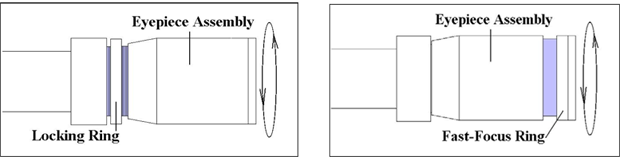 Eyepiece Assembly
Locking Ring
Eyepiece Assembly
Fast-Focus Ring